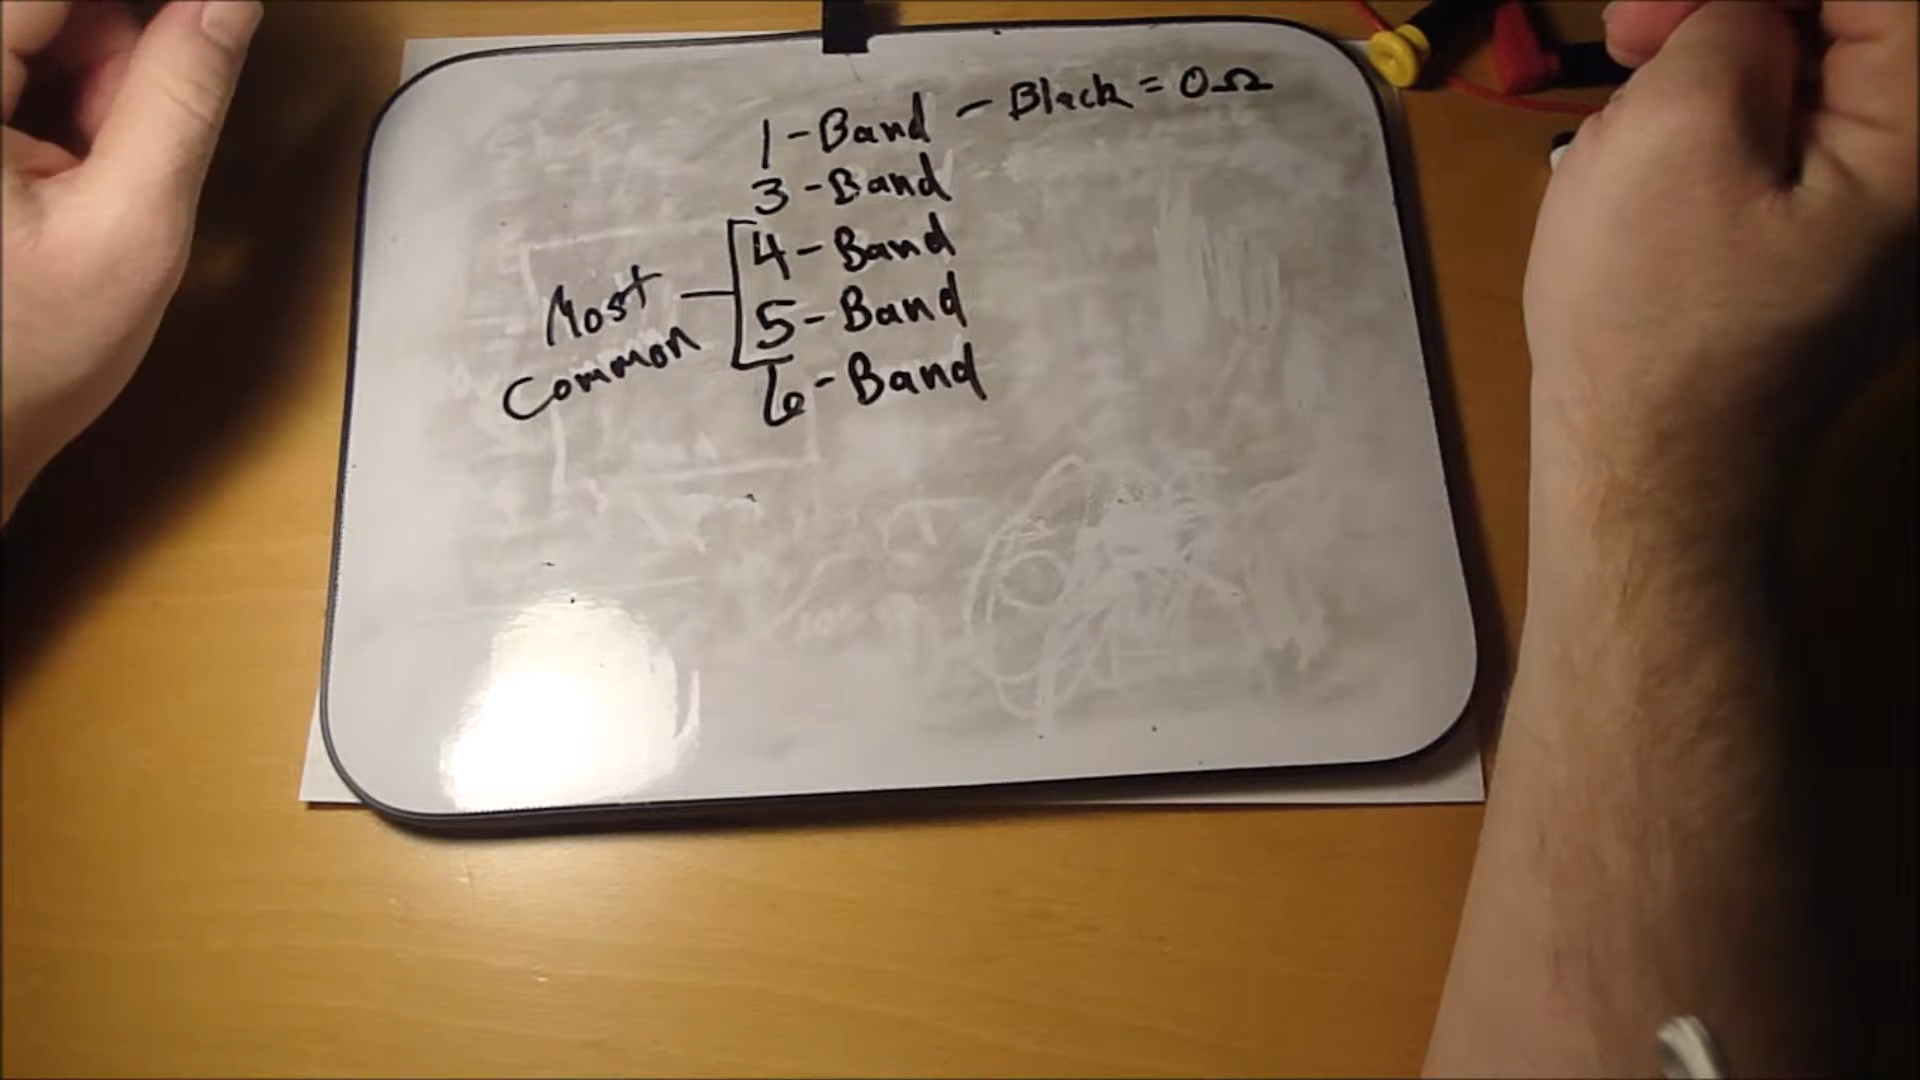 1-Band - Black = 0Ω
3-Band
4-Band
5-Band
6-Band
Most
Common